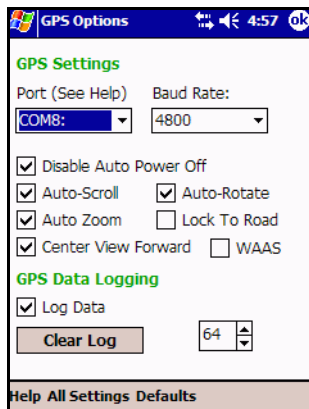 GPS Options 4:57 ok
GPS Settings
Port (See Help) Baud Rate:
COM8: 4800
Disable Auto Power Off
Auto-Scroll Auto-Rotate
Auto Zoom Lock To Road
Center View Forward WAAS
GPS Data Logging
Log Data
Clear Log 64
Help All Settings Defaults